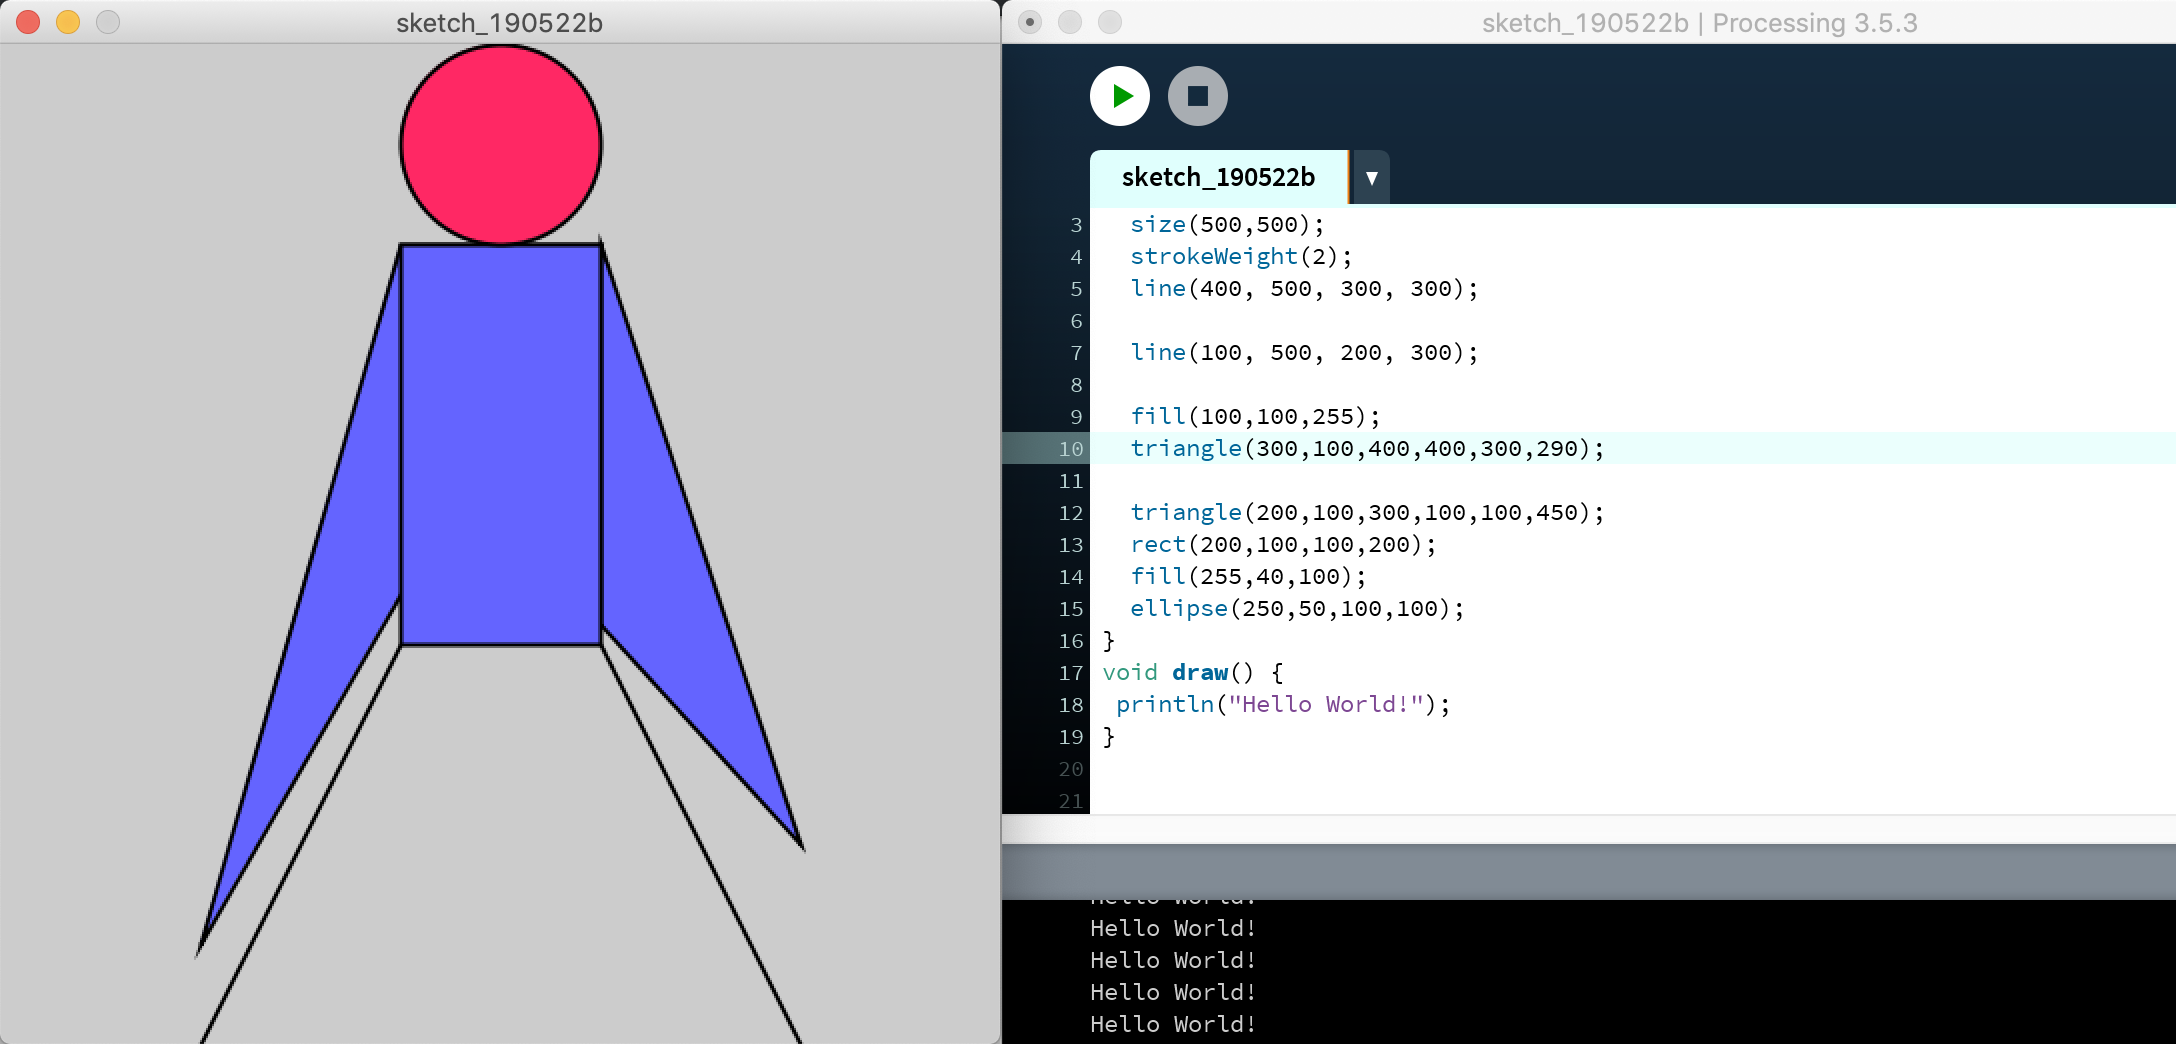 sketch_190522b
sketch_190522b | Processing 3.5.3
sketch_190522b ▼
3 size(500,500);
4 strokeWeight(2);
5 line(400, 500, 300, 300);
6
7 line(100, 500, 200, 300);
8
9 fill(100,100,255);
10 triangle(300,100,400,400,300,290);
11
12 triangle(200,100,300,100,100,450);
13 rect(200,100,100,200);
14 fill(255,40,100);
15 ellipse(250,50,100,100);
16 }
17 void draw() {
18 println("Hello World!");
19 }
20
21
Hello World!
Hello World!
Hello World!
Hello World!
Hello World!